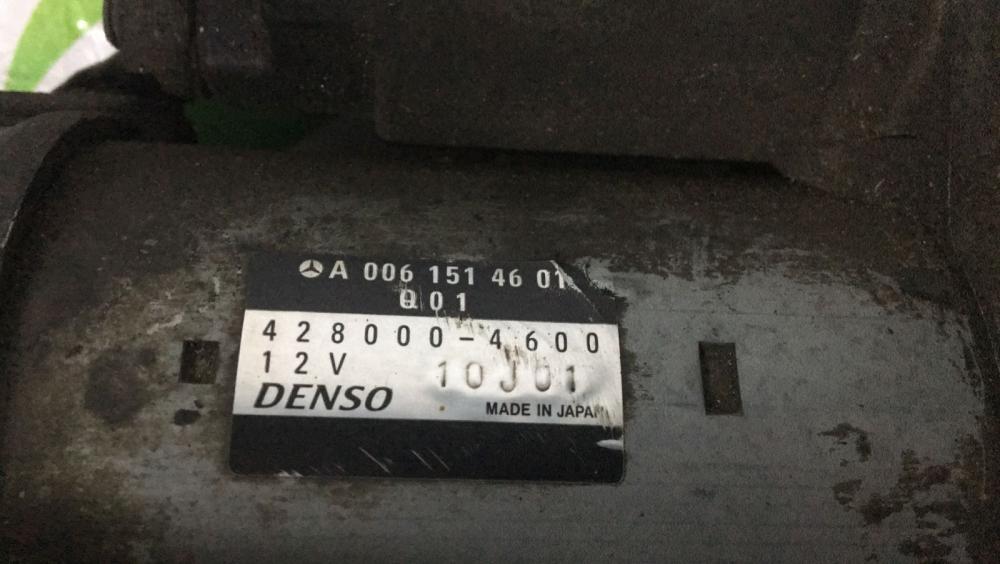 A 006 151 46 01
Q01
428000-4600
12V 10J01
DENSO
MADE IN JAPAN